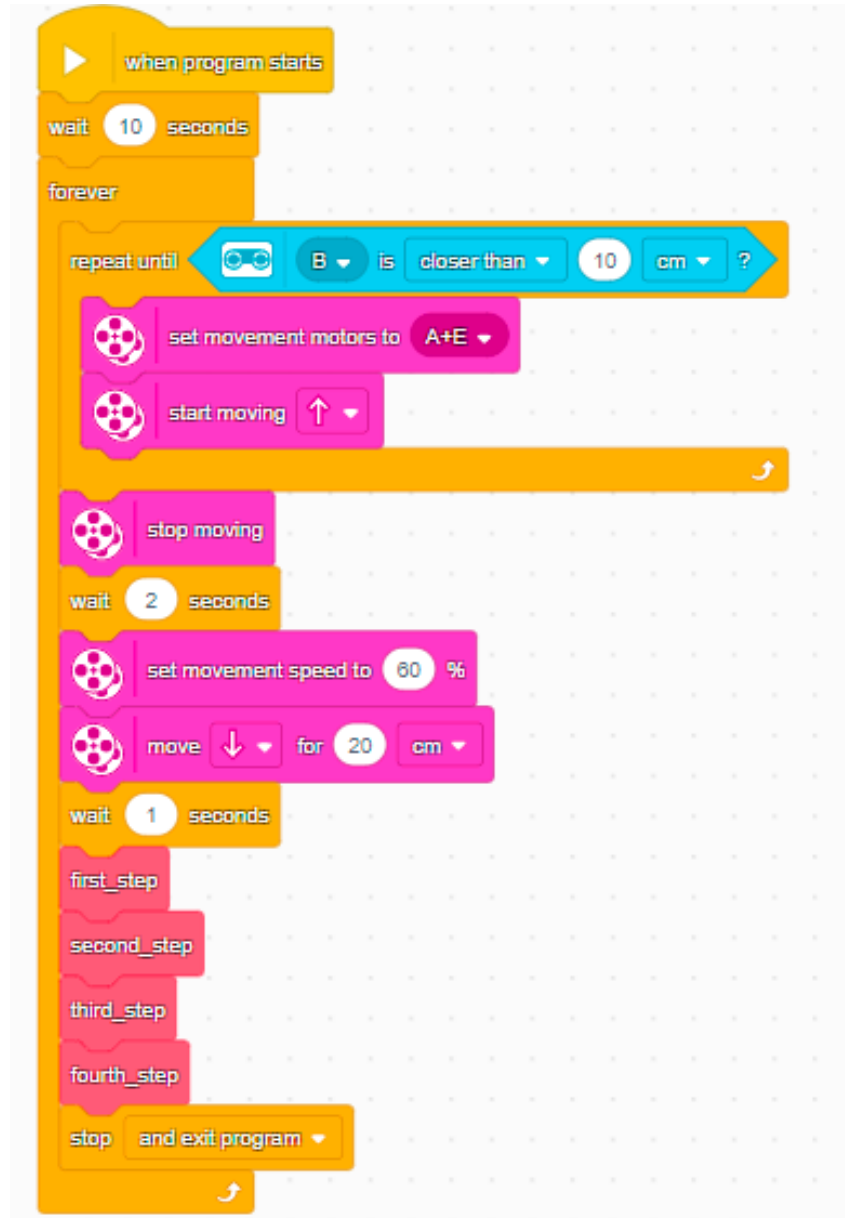 when program starts
wait 10 seconds
forever
repeat until B is closer than 10 cm ?
set movement motors to A+E
start moving ↑
stop moving
wait 2 seconds
set movement speed to 60 %
move ↓ for 20 cm
wait 1 seconds
first_step
second_step
third_step
fourth_step
stop and exit program